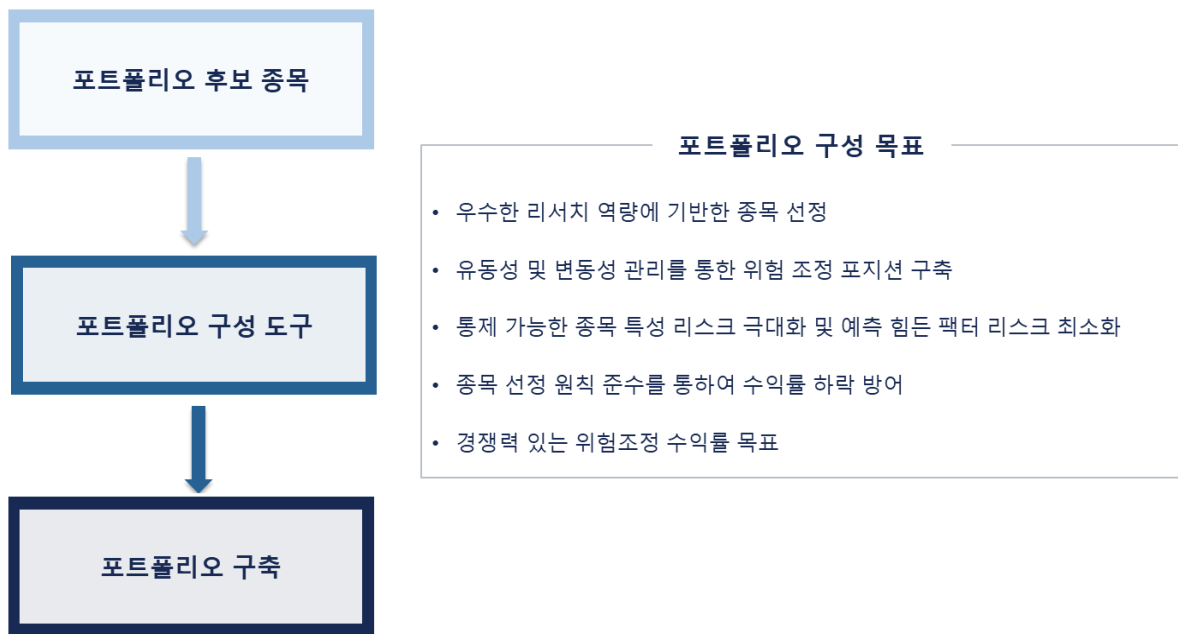 포트폴리오 후보 종목
포트폴리오 구성 도구
포트폴리오 구축
포트폴리오 구성 목표
• 우수한 리서치 역량에 기반한 종목 선정
• 유동성 및 변동성 관리를 통한 위험 조정 포지션 구축
• 통제 가능한 종목 특성 리스크 극대화 및 예측 힘든 팩터 리스크 최소화
• 종목 선정 원칙 준수를 통하여 수익률 하락 방어
• 경쟁력 있는 위험조정 수익률 목표